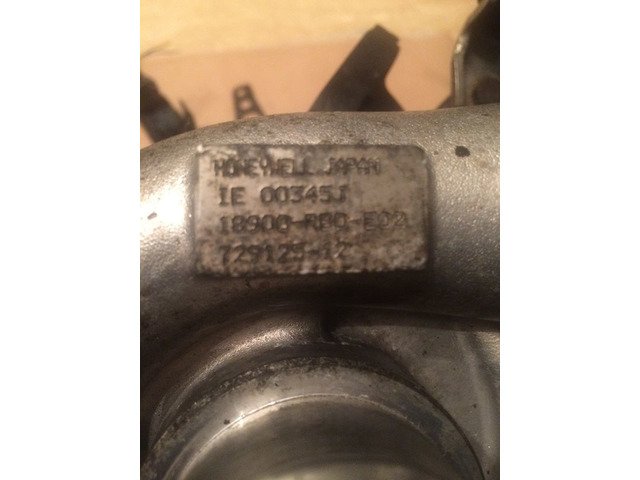 HONEYWELL JAPAN
IE 00345J
18900-RBD-E02
729125-12